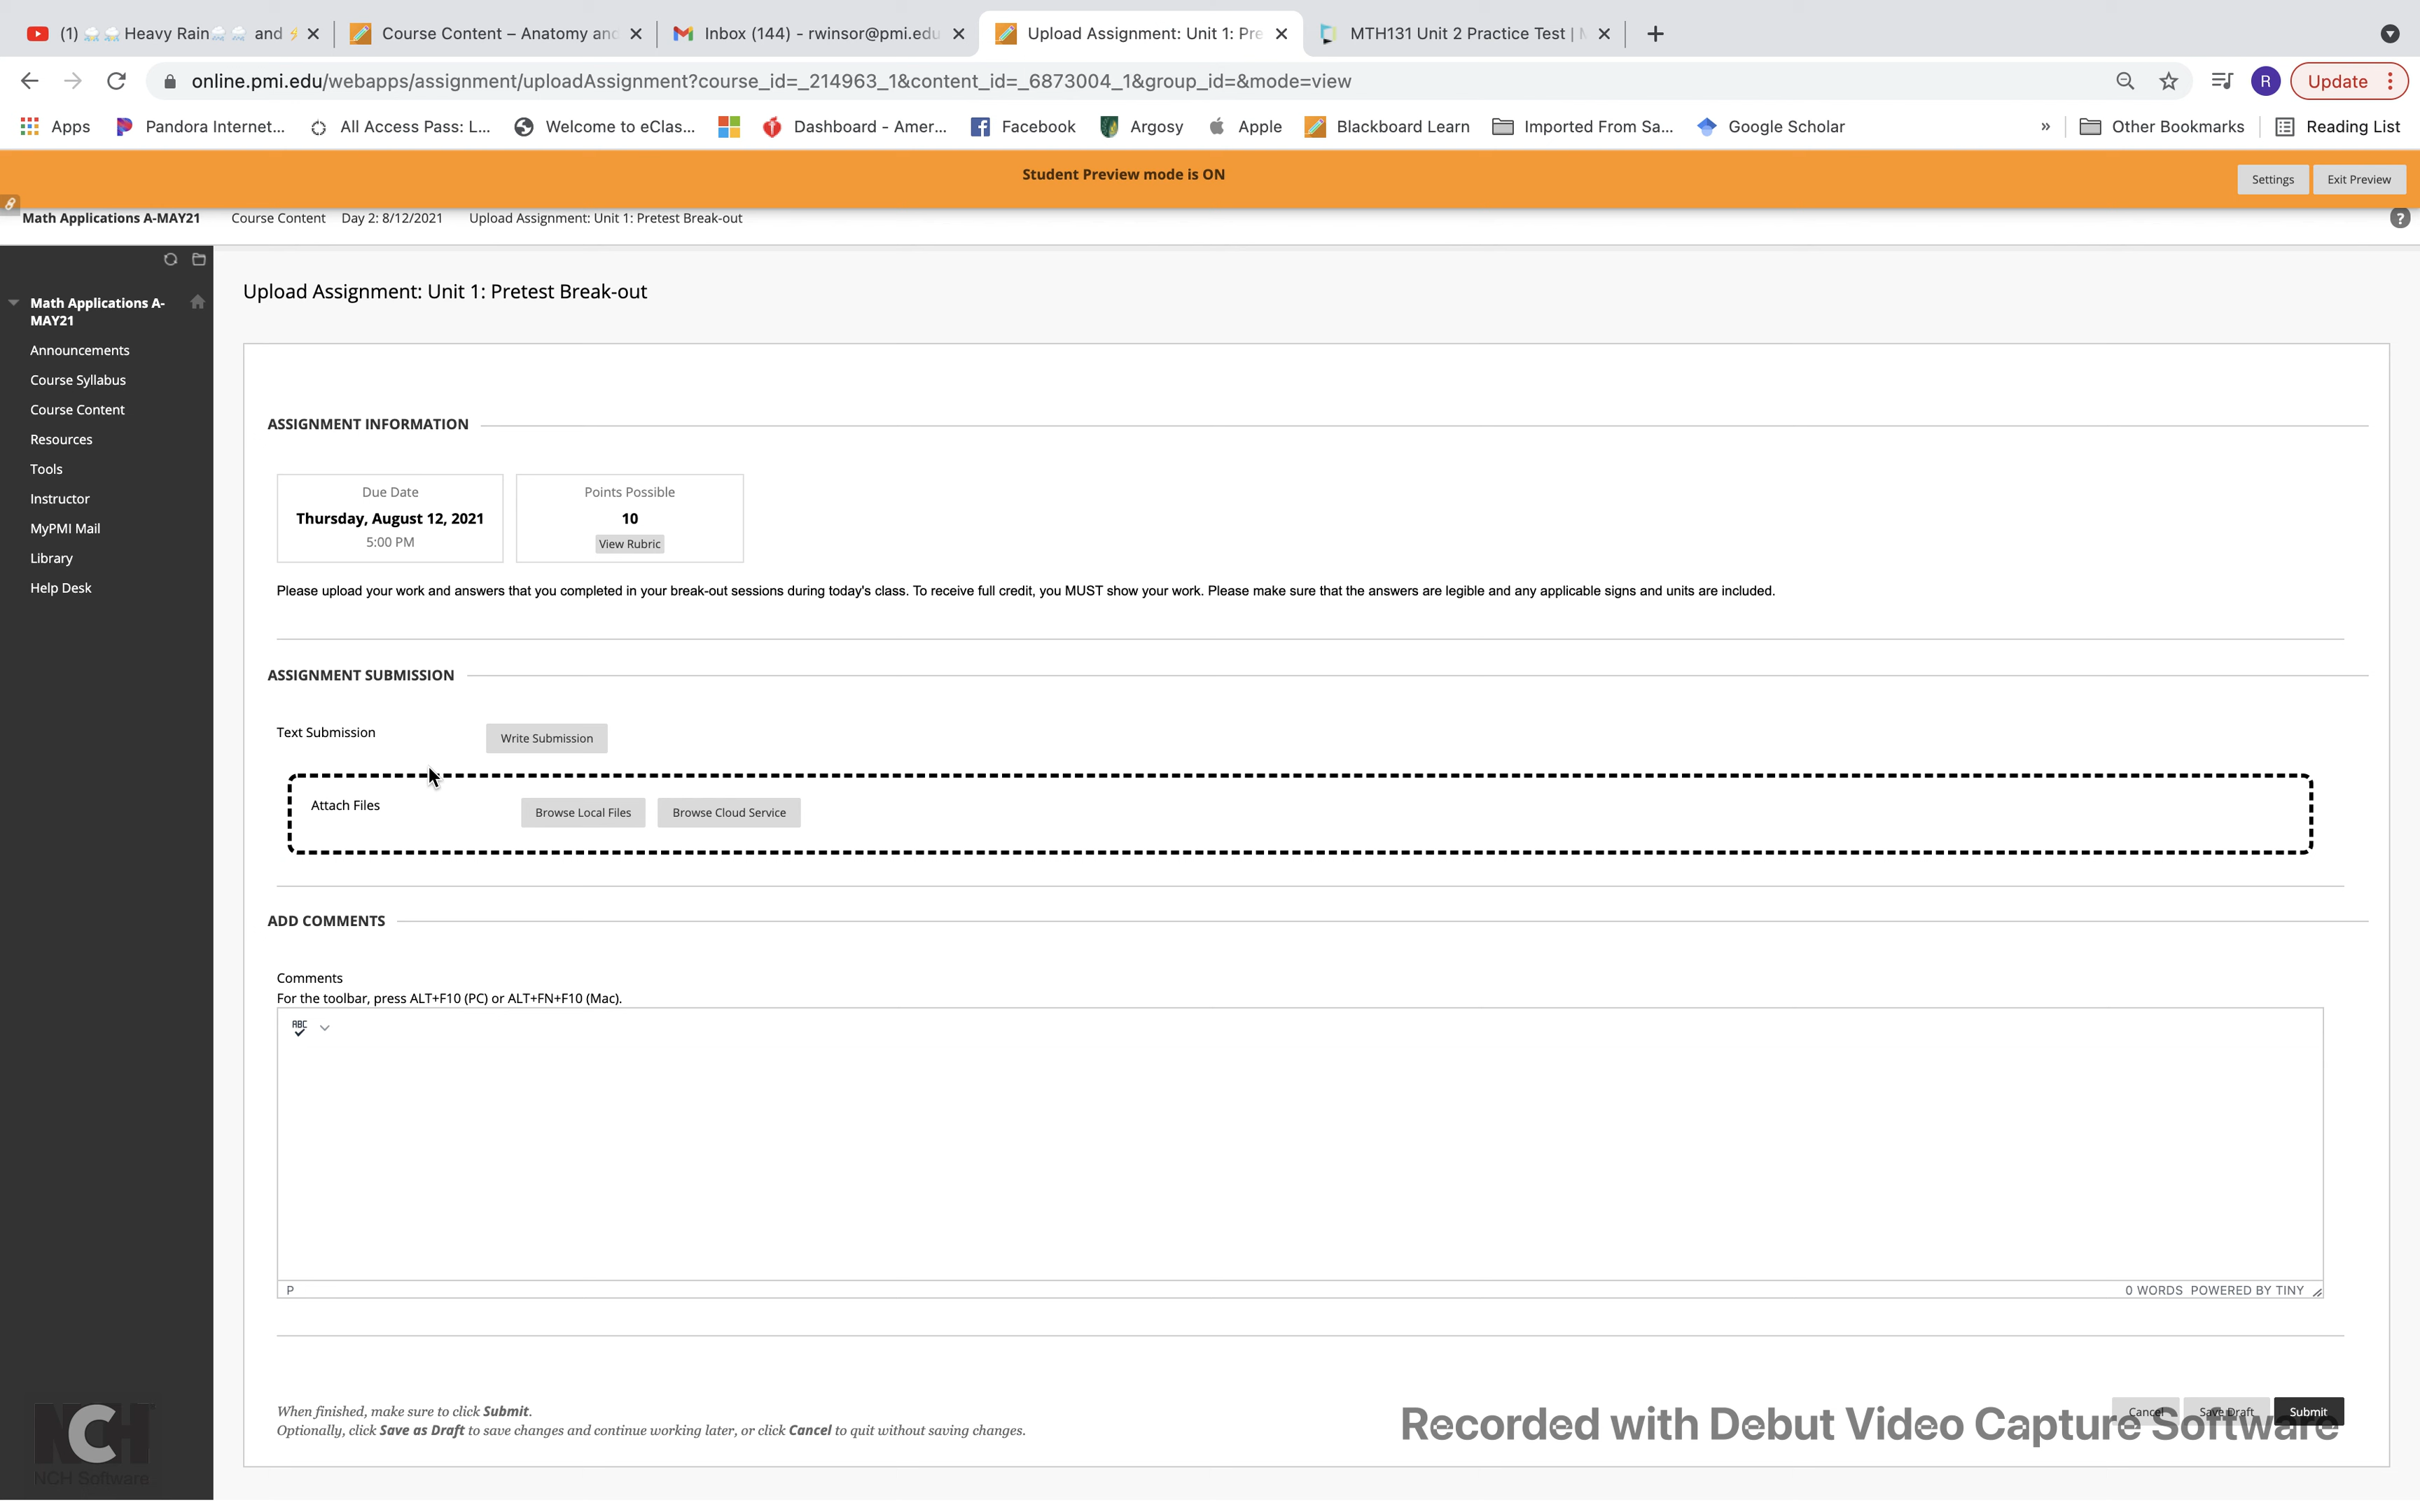 (1) Heavy Rain and
Course Content – Anatomy and
Inbox (144) - rwinsor@pmi.edu
Upload Assignment: Unit 1: Pre
MTH131 Unit 2 Practice Test |
online.pmi.edu/webapps/assignment/uploadAssignment?course_id=_214963_1&content_id=_6873004_1&group_id=&mode=view
R
Update
Apps
Pandora Internet...
All Access Pass: L...
Welcome to eClas...
Dashboard - Amer...
Facebook
Argosy
Apple
Blackboard Learn
Imported From Sa...
Google Scholar
»
Other Bookmarks
Reading List
Student Preview mode is ON
Settings
Exit Preview
Math Applications A-MAY21
Course Content
Day 2: 8/12/2021
Upload Assignment: Unit 1: Pretest Break-out
?
Math Applications A-
MAY21
Announcements
Course Syllabus
Course Content
Resources
Tools
Instructor
MyPMI Mail
Library
Help Desk
Upload Assignment: Unit 1: Pretest Break-out
ASSIGNMENT INFORMATION
Due Date
Thursday, August 12, 2021
5:00 PM
Points Possible
10
View Rubric
Please upload your work and answers that you completed in your break-out sessions during today's class. To receive full credit, you MUST show your work. Please make sure that the answers are legible and any applicable signs and units are included.
ASSIGNMENT SUBMISSION
Text Submission
Write Submission
Attach Files
Browse Local Files
Browse Cloud Service
ADD COMMENTS
Comments
For the toolbar, press ALT+F10 (PC) or ALT+FN+F10 (Mac).
ABC
P
0 WORDS POWERED BY TINY
When finished, make sure to click Submit.
Optionally, click Save as Draft to save changes and continue working later, or click Cancel to quit without saving changes.
Cancel
Save Draft
Submit
Recorded with Debut Video Capture Software
NCH
NCH Software